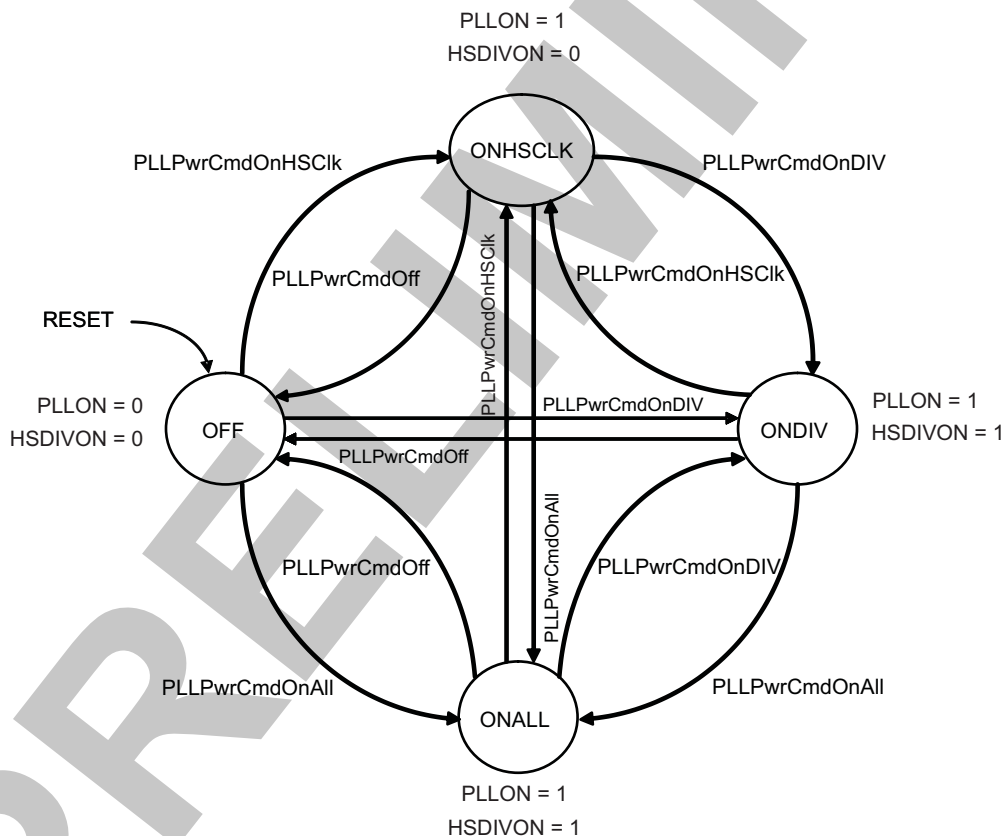 PLLON = 1
HSDIVON = 0
ONHSCLK
PLLPwrCmdOnHSClk
PLLPwrCmdOnDIV
PLLPwrCmdOff
PLLPwrCmdOnHSClk
PLLPwrCmdOnHSClk
RESET
PLLON = 0
HSDIVON = 0
OFF
PLLPwrCmdOnDIV
PLLPwrCmdOff
ONDIV
PLLON = 1
HSDIVON = 1
PLLPwrCmdOnAll
PLLPwrCmdOff
PLLPwrCmdOnDIV
PLLPwrCmdOnAll
PLLPwrCmdOnAll
ONALL
PLLON = 1
HSDIVON = 1
PRELIMI